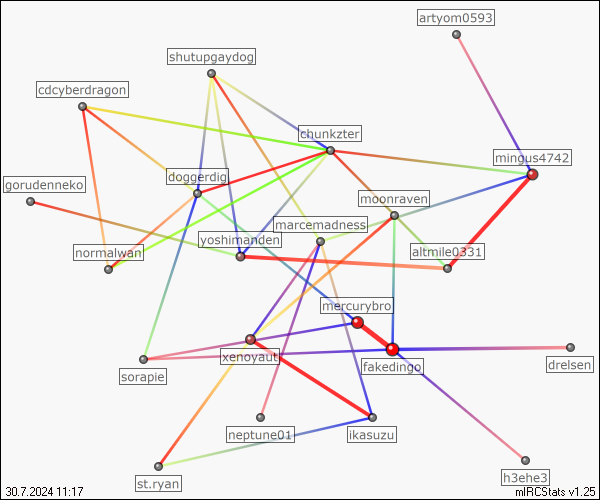 artyom0593
shutupgaydog
cdcyberdragon
chunkzter
mingus4742
doggerdig
gorudenneko
moonraven
marcemadness
yoshimanden
normalwan
altmile0331
mercurybro
xenoyaut
fakedingo
drelsen
sorapie
neptune01
ikasuzu
h3ehe3
st.ryan
30.7.2024 11:17
mIRCStats v1.25